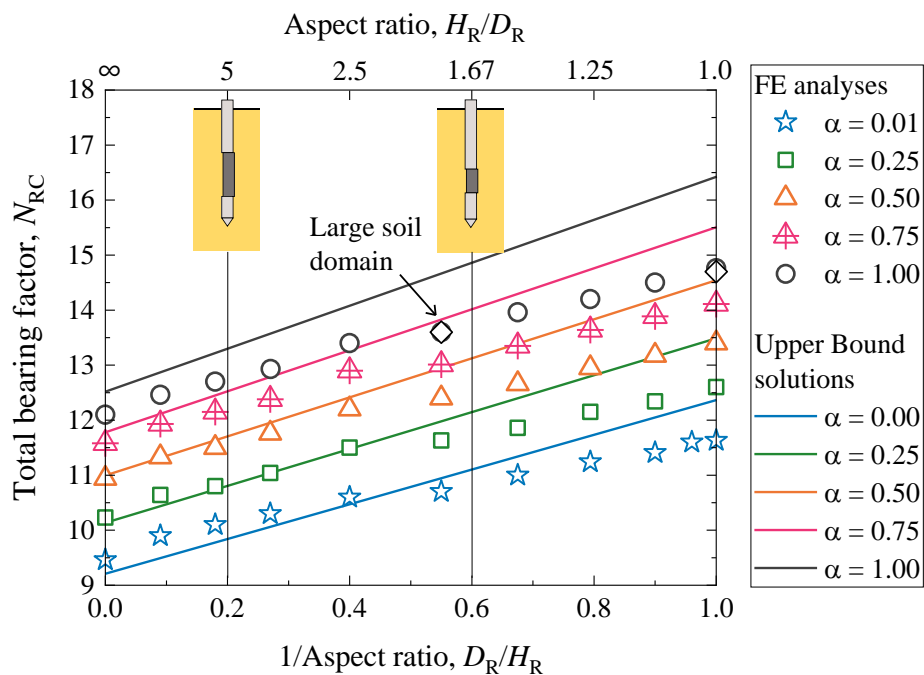 Aspect ratio, H_R/D_R
∞ 5 2.5 1.67 1.25 1.0
18
17
16
15
14
13
12
11
10
9
Total bearing factor, N_RC
Large soil
domain
0.0 0.2 0.4 0.6 0.8 1.0
1/Aspect ratio, D_R/H_R
FE analyses
α = 0.01
α = 0.25
α = 0.50
α = 0.75
α = 1.00
Upper Bound
solutions
α = 0.00
α = 0.25
α = 0.50
α = 0.75
α = 1.00